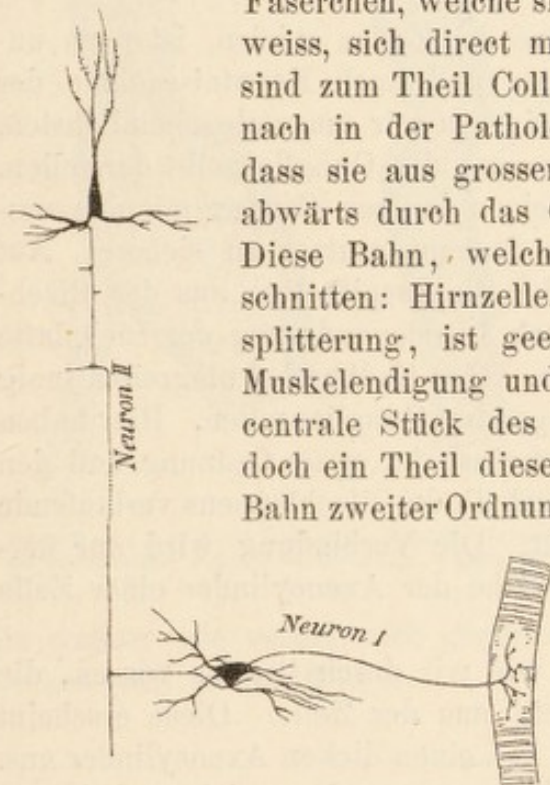 Faserchen, welche
weiss, sich direct
sind zum Theil Coll
nach in der Pathol
dass sie aus grosse
abwärts durch das
Diese Bahn, welch
schnitten: Hirnzelle
splitterung, ist gee
Muskelendigung und
centrale Stück des
doch ein Theil diese
Bahn zweiter Ordnun
Neuron II
Neuron I